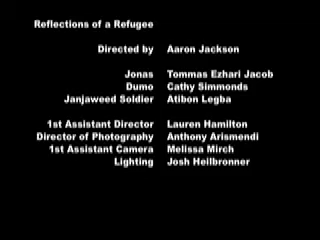 Reflections of a Refugee
Directed by Aaron Jackson
Jonas Tommas Ezhari Jacob
Dumo Cathy Simmonds
Janjaweed Soldier Atibon Legba
1st Assistant Director Lauren Hamilton
Director of Photography Anthony Arismendi
1st Assistant Camera Melissa Mirch
Lighting Josh Heilbronner